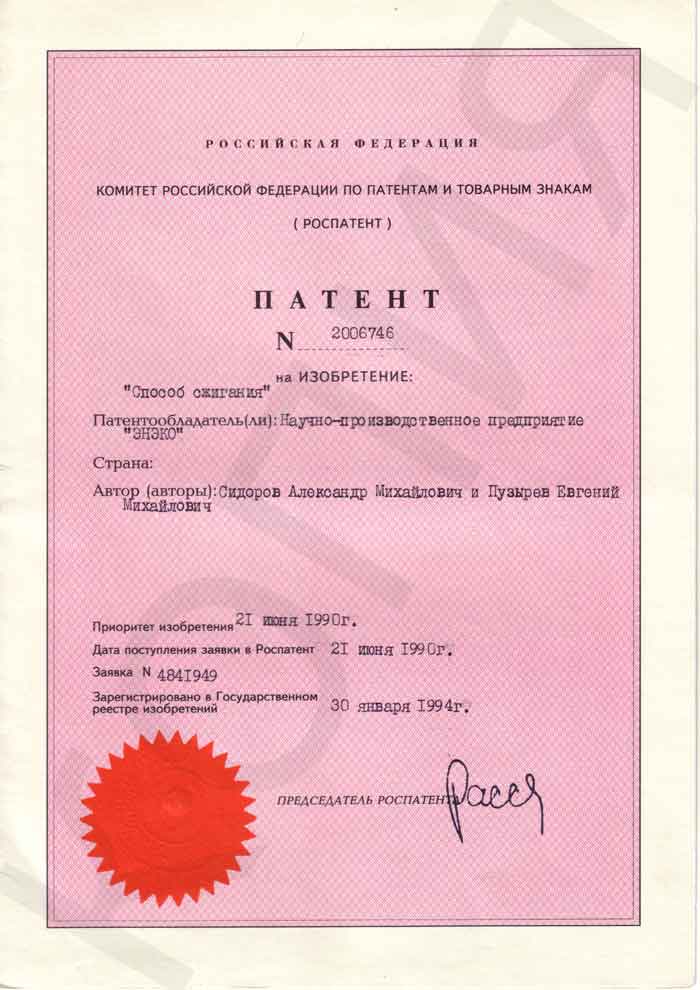 РОССИЙСКАЯ ФЕДЕРАЦИЯ
КОМИТЕТ РОССИЙСКОЙ ФЕДЕРАЦИИ ПО ПАТЕНТАМ И ТОВАРНЫМ ЗНАКАМ
( РОСПАТЕНТ )
ПАТЕНТ
N 2006746
на ИЗОБРЕТЕНИЕ:
"Способ сжигания"
Патентообладатель(ли): Научно-производственное предприятие
"ЭНЭКО"
Страна:
Автор (авторы): Сидоров Александр Михайлович и Пузырев Евгений
Михайлович
Приоритет изобретения 21 июня 1990г.
Дата поступления заявки в Роспатент 21 июня 1990г.
Заявка N 4841949
Зарегистрировано в Государственном
реестре изобретений 30 января 1994г.
ПРЕДСЕДАТЕЛЬ РОСПАТЕНТА
КОПИЯ